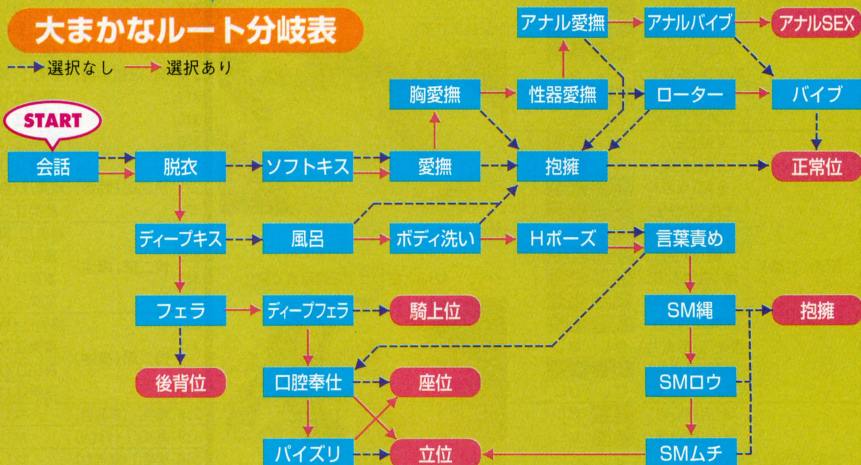 大まかなルート分岐表
アナル愛撫
アナルバイブ
アナルSEX
選択なし
選択あり
胸愛撫
性器愛撫
ローター
バイブ
START
会話
脱衣
ソフトキス
愛撫
抱擁
正常位
ディープキス
風呂
ボディ洗い
Hポーズ
言葉責め
フェラ
ディープフェラ
騎上位
SM縄
抱擁
後背位
口腔奉仕
座位
SMロウ
パイズリ
立位
SMムチ